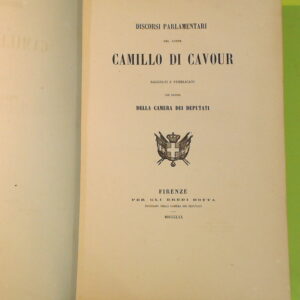 DISCORSI PARLAMENTARI
DEL CONTE
CAMILLO DI CAVOUR
RACCOLTI E PUBBLICATI
PER ORDINE
DELLA CAMERA DEI DEPUTATI
FIRENZE
PER GLI EREDI BOTTA
TIPOGRAFI DELLA CAMERA DEI DEPUTATI